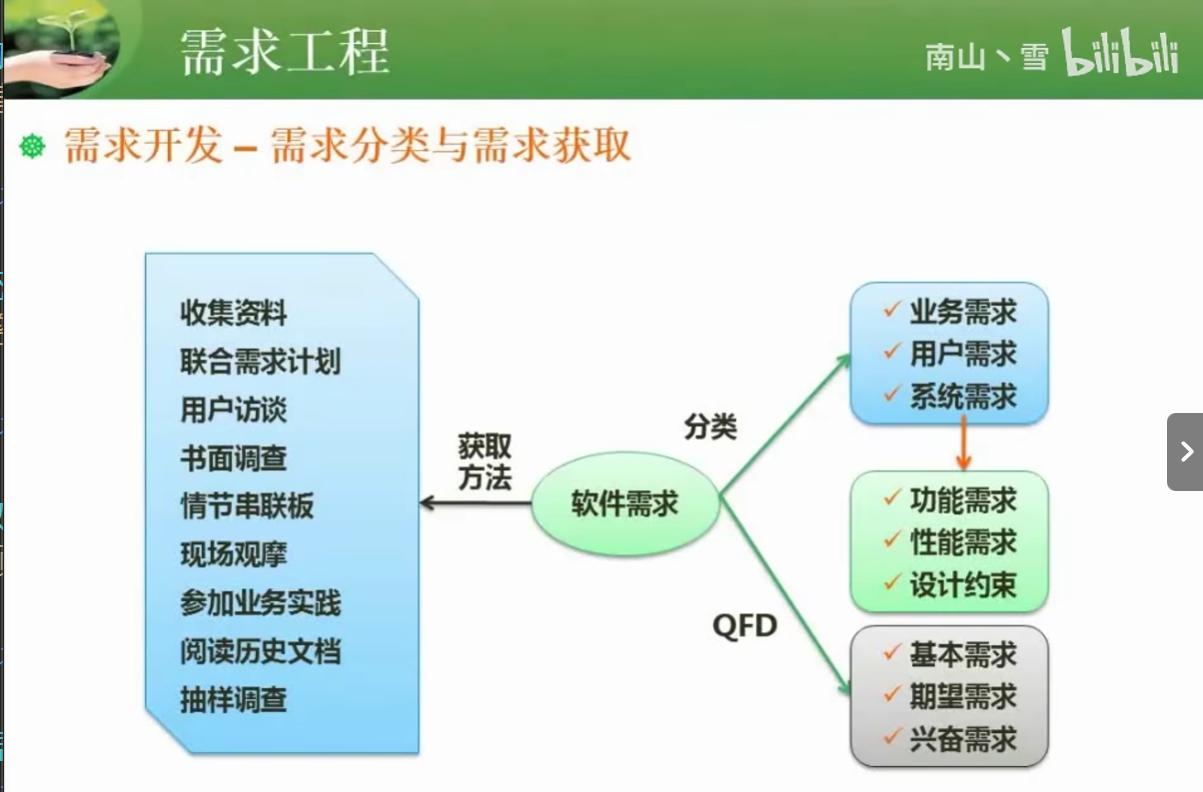 需求工程
南山丶雪 bilibili
需求开发 – 需求分类与需求获取
收集资料
联合需求计划
用户访谈
书面调查
情节串联板
现场观摩
参加业务实践
阅读历史文档
抽样调查
获取
方法
软件需求
分类
QFD
业务需求
用户需求
系统需求
功能需求
性能需求
设计约束
基本需求
期望需求
兴奋需求